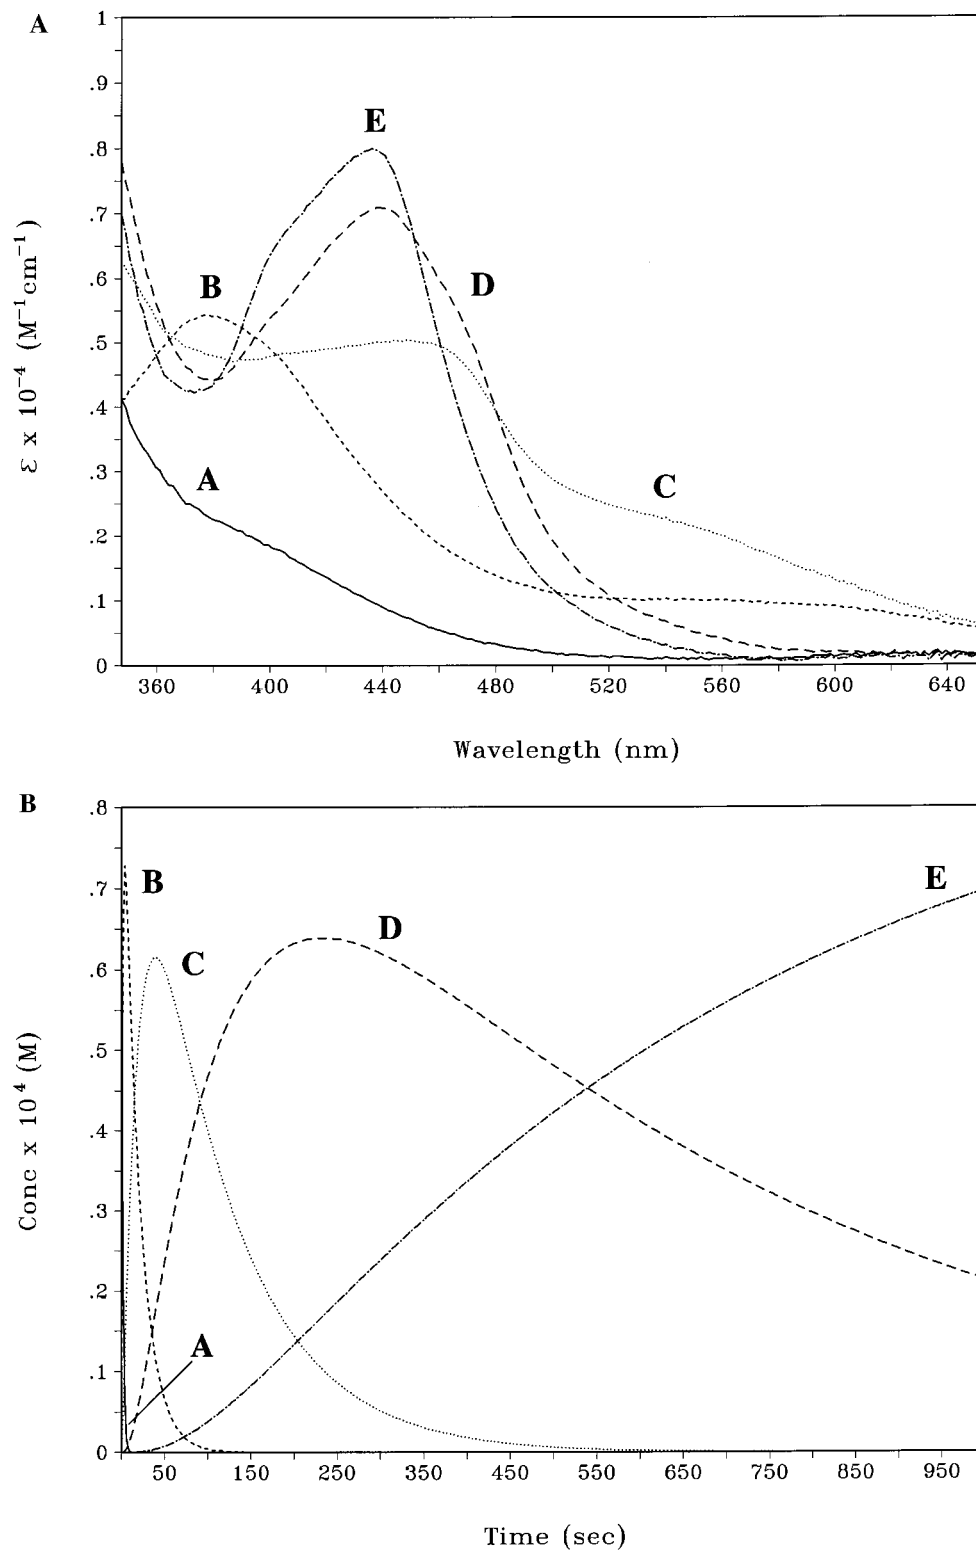 A
1
.9
.8
.7
.6
.5
.4
.3
.2
.1
0
ε x 10⁻⁴ (M⁻¹cm⁻¹)
E
B
D
A
C
360 400 440 480 520 560 600 640
Wavelength (nm)
B
.8
.7
.6
.5
.4
.3
.2
.1
0
Conc x 10⁴ (M)
B
E
D
C
A
50 150 250 350 450 550 650 750 850 950
Time (sec)